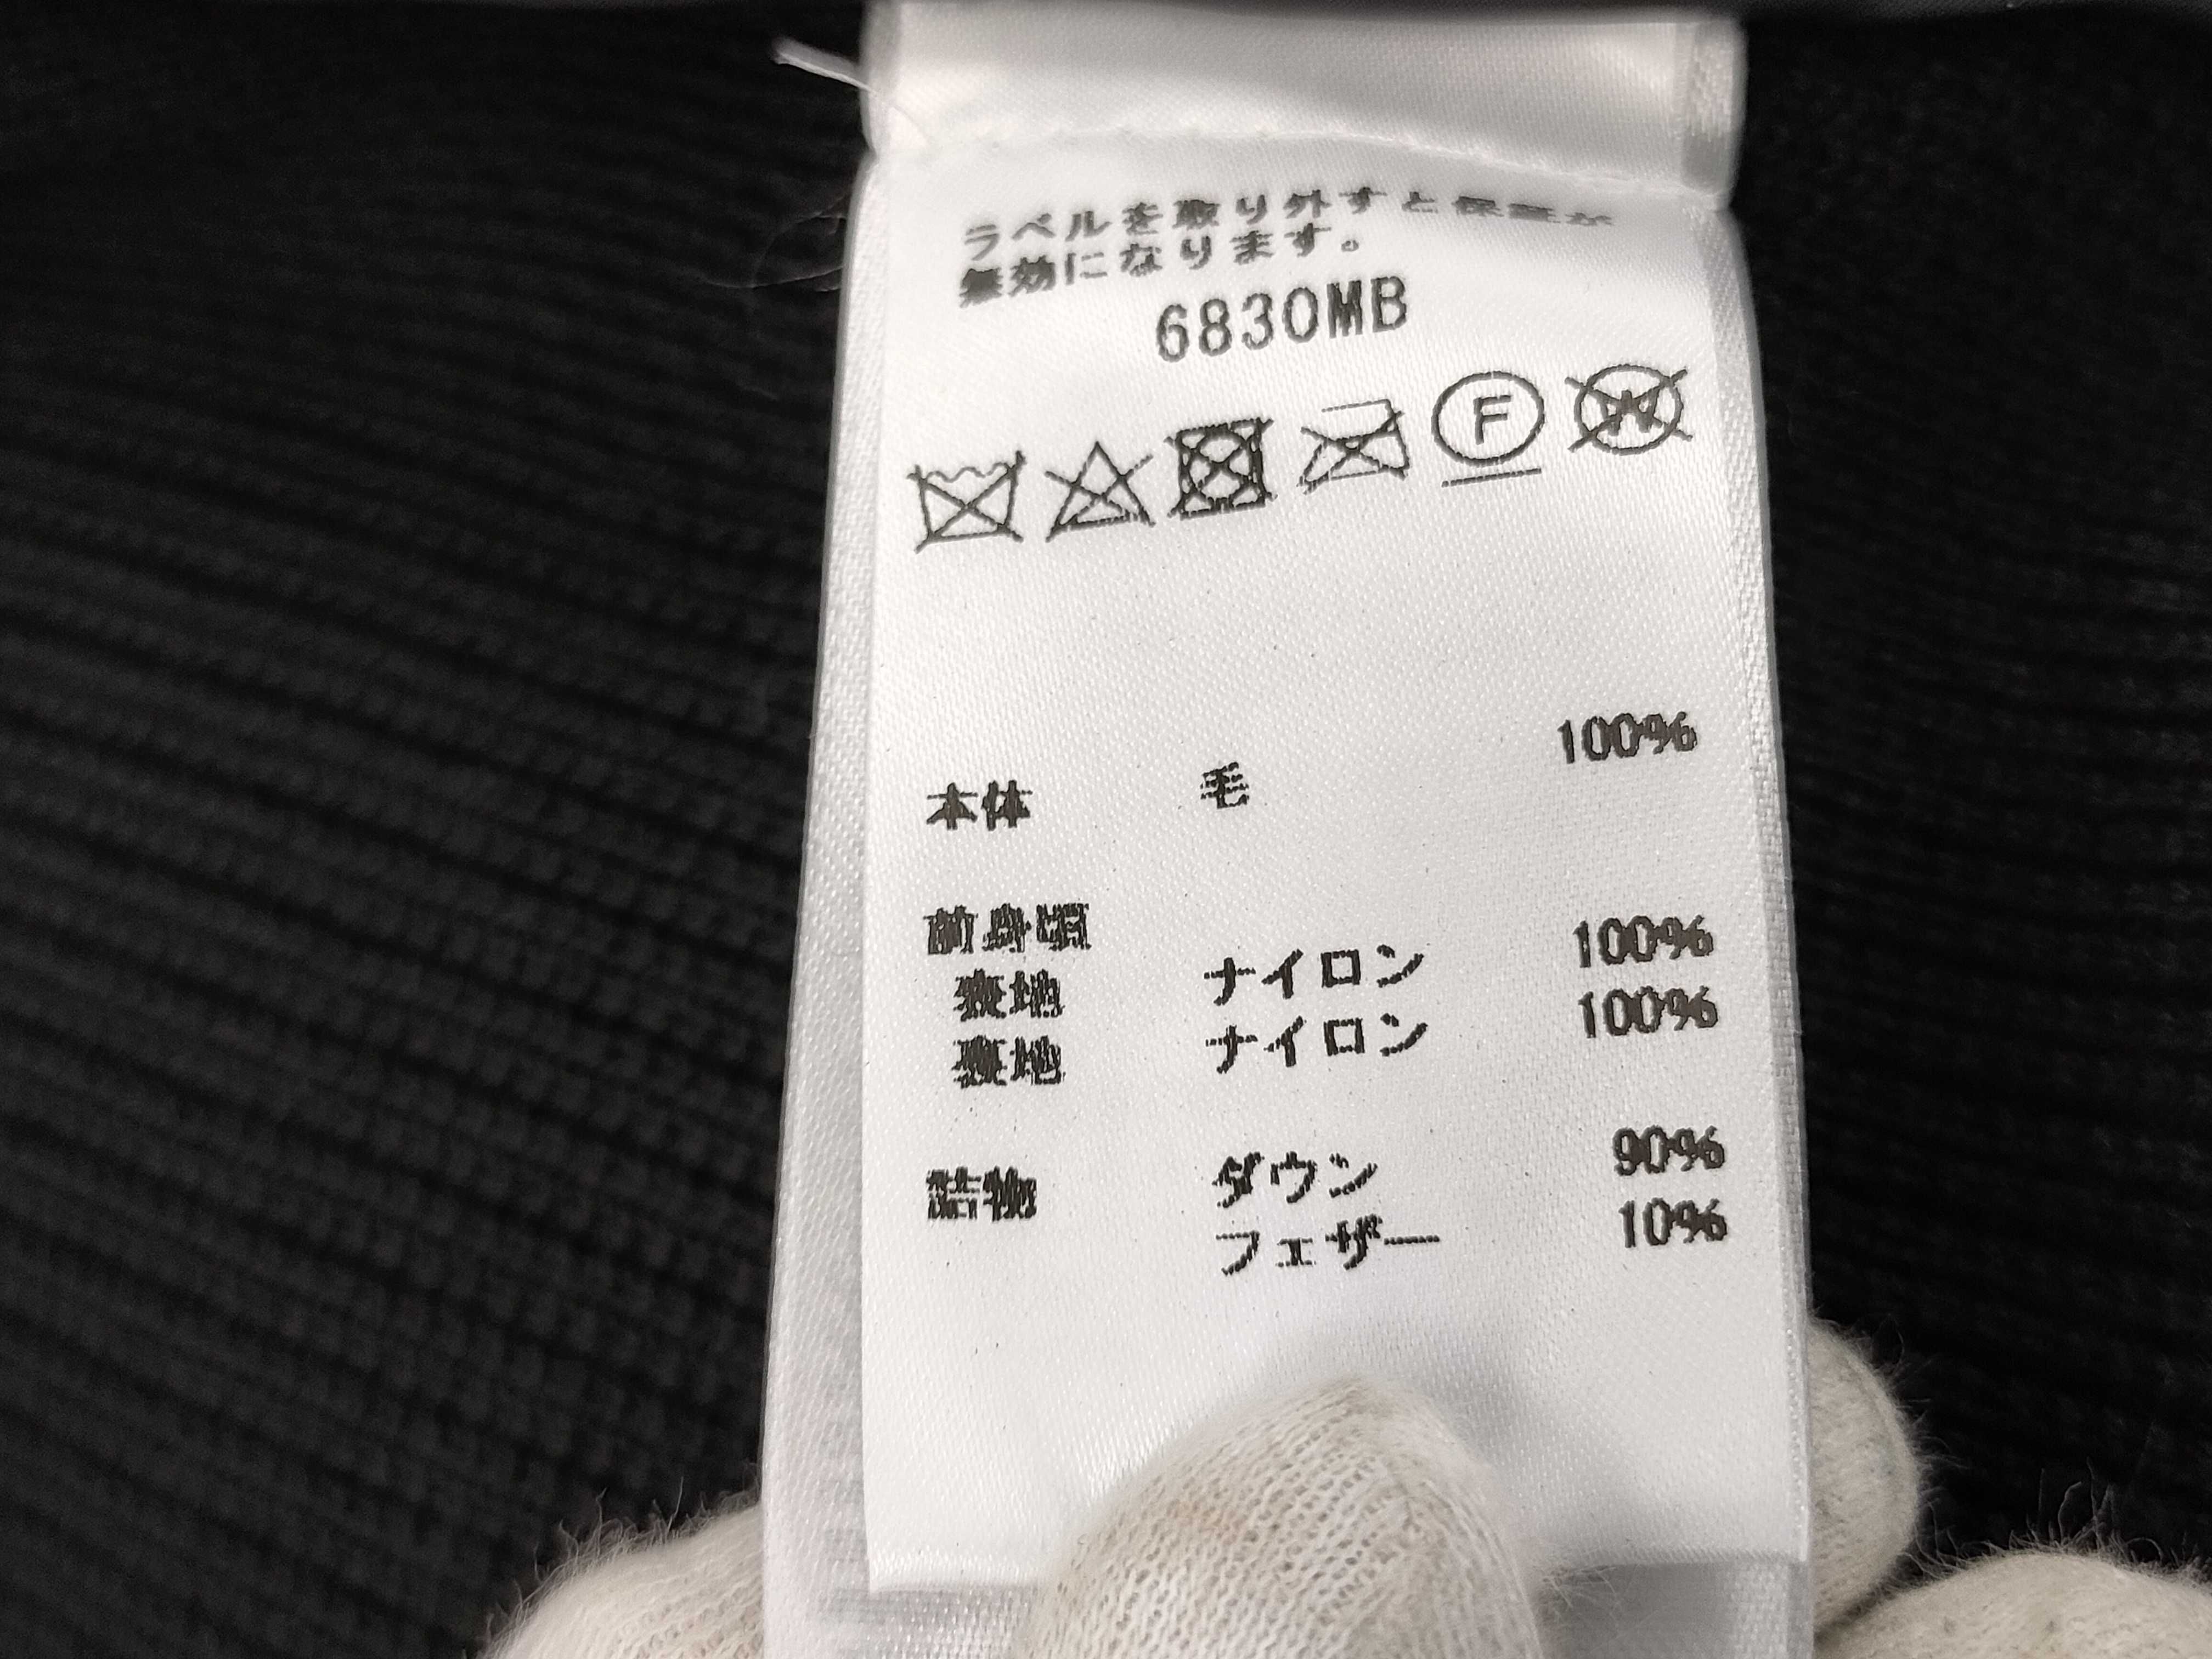 ラベルを取り外すと保証が
無効になります。
6830MB
F W
本体 毛 100%
前身頃
表地 ナイロン 100%
裏地 ナイロン 100%
詰物 ダウン 90%
フェザー 10%